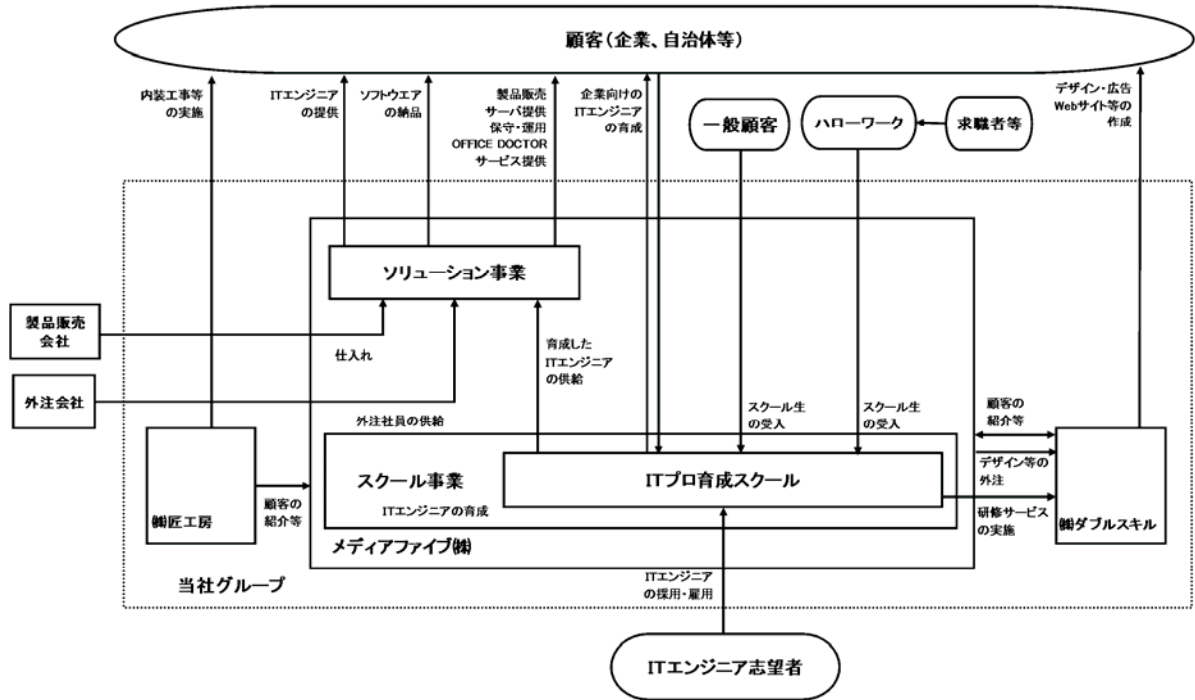 顧客（企業、自治体等）
内装工事等
の実施
ITエンジニア
の提供
ソフトウエア
の納品
製品販売
サーバ提供
保守・運用
OFFICE DOCTOR
サービス提供
企業向けの
ITエンジニア
の育成
一般顧客
ハローワーク
求職者等
デザイン・広告
Webサイト等の
作成
ソリューション事業
製品販売
会社
仕入れ
育成した
ITエンジニア
の供給
外注会社
外注社員の供給
スクール生
の受入
スクール生
の受入
顧客の
紹介等
デザイン等の
外注
スクール事業
ITエンジニアの育成
ITプロ育成スクール
㈱匠工房
顧客の
紹介等
研修サービス
の実施
㈱ダブルスキル
メディアファイブ㈱
当社グループ
ITエンジニア
の採用・雇用
ITエンジニア志望者